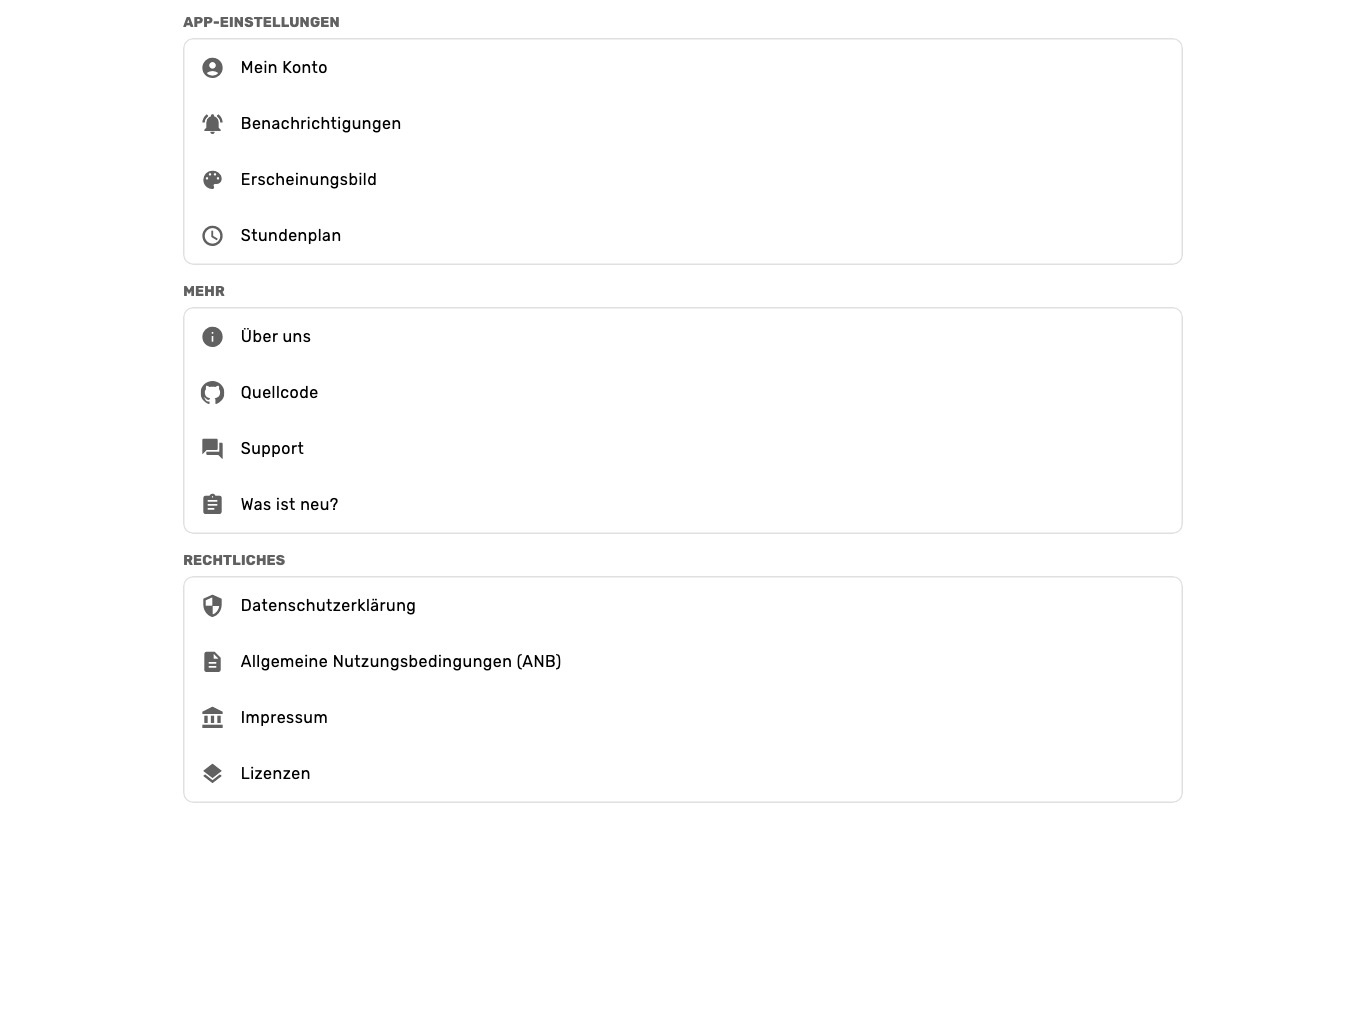 APP-EINSTELLUNGEN
Mein Konto
Benachrichtigungen
Erscheinungsbild
Stundenplan
MEHR
Über uns
Quellcode
Support
Was ist neu?
RECHTLICHES
Datenschutzerklärung
Allgemeine Nutzungsbedingungen (ANB)
Impressum
Lizenzen